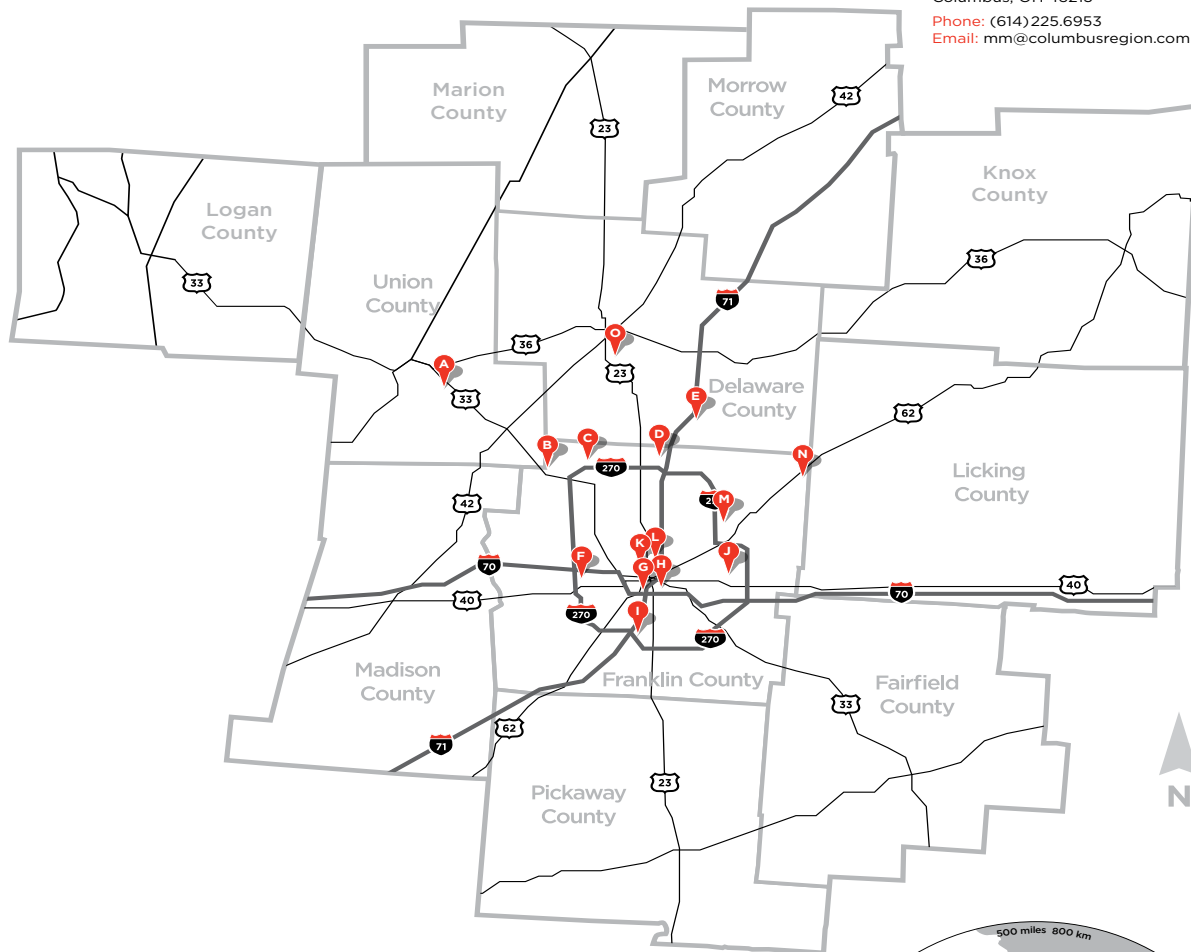 Phone: (614)225.6953
Email: mm@columbusregion.com
Marion
County
Morrow
County
42
23
Knox
County
Logan
County
Union
County
33
36
71
O
36
A
23
33
E
Delaware
County
62
B
C
D
N
270
Licking
County
42
M
K
L
F
J
70
G
H
40
40
70
270
I
270
Madison
County
Franklin County
Fairfield
County
33
62
71
23
Pickaway
County
N
500 miles 800 km